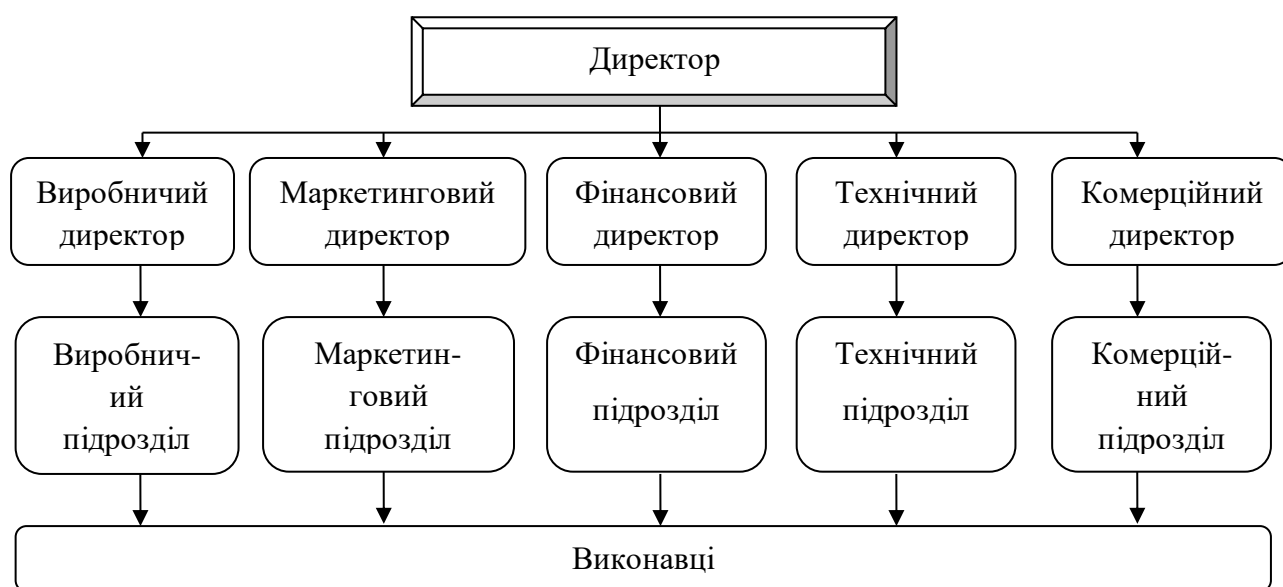 Директор
Виробничий
директор
Маркетинговий
директор
Фінансовий
директор
Технічний
директор
Комерційний
директор
Виробнич-
ий
підрозділ
Маркетин-
говий
підрозділ
Фінансовий
підрозділ
Технічний
підрозділ
Комерцій-
ний
підрозділ
Виконавці